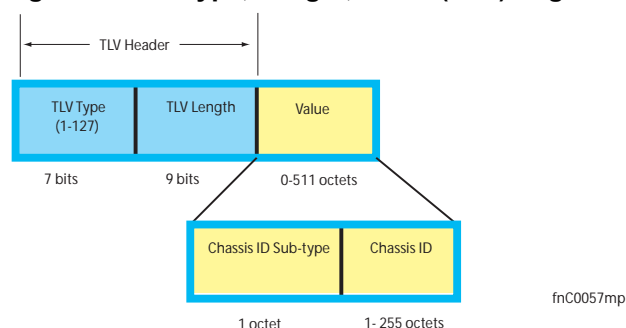 TLV Header
TLV Type
(1-127)
TLV Length
Value
7 bits
9 bits
0-511 octets
Chassis ID Sub-type
Chassis ID
fnC0057mp
1 octet
1- 255 octets